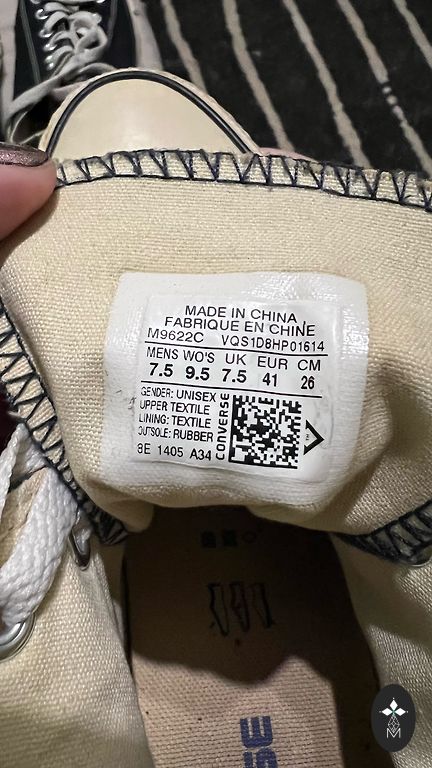 MADE IN CHINA
FABRIQUE EN CHINE
M9622C VQS1D8HP01614
MENS WO'S UK EUR CM
7.5 9.5 7.5 41 26
GENDER: UNISEX
UPPER: TEXTILE
LINING: TEXTILE
OUTSOLE: RUBBER
1405 A34
CONVERSE
SE
M